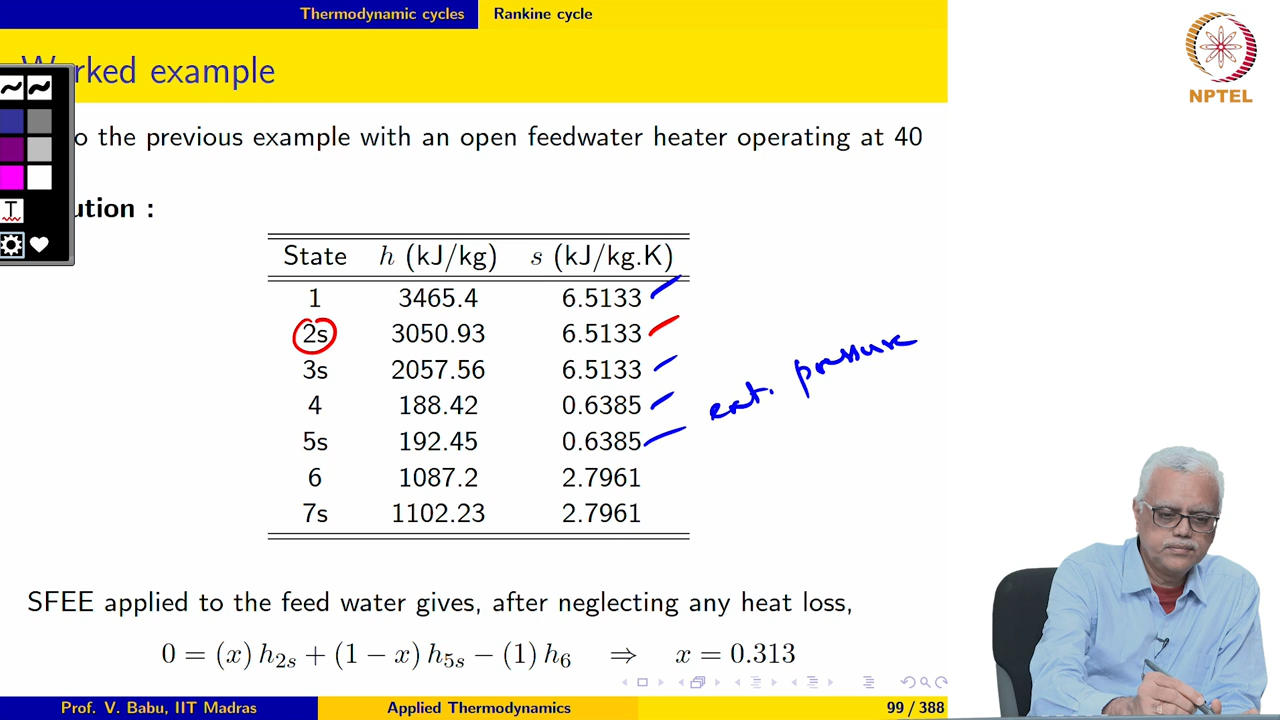 Thermodynamic cycles Rankine cycle
Worked example
NPTEL
o the previous example with an open feedwater heater operating at 40
ution :
State h (kJ/kg) s (kJ/kg.K)
1 3465.4 6.5133
2s 3050.93 6.5133
3s 2057.56 6.5133
4 188.42 0.6385
5s 192.45 0.6385
6 1087.2 2.7961
7s 1102.23 2.7961
ext. pressure
SFEE applied to the feed water gives, after neglecting any heat loss,
0 = (x) h₂ₛ + (1 − x) h₅ₛ − (1) h₆ ⇒ x = 0.313
Prof. V. Babu, IIT Madras Applied Thermodynamics 99 / 388